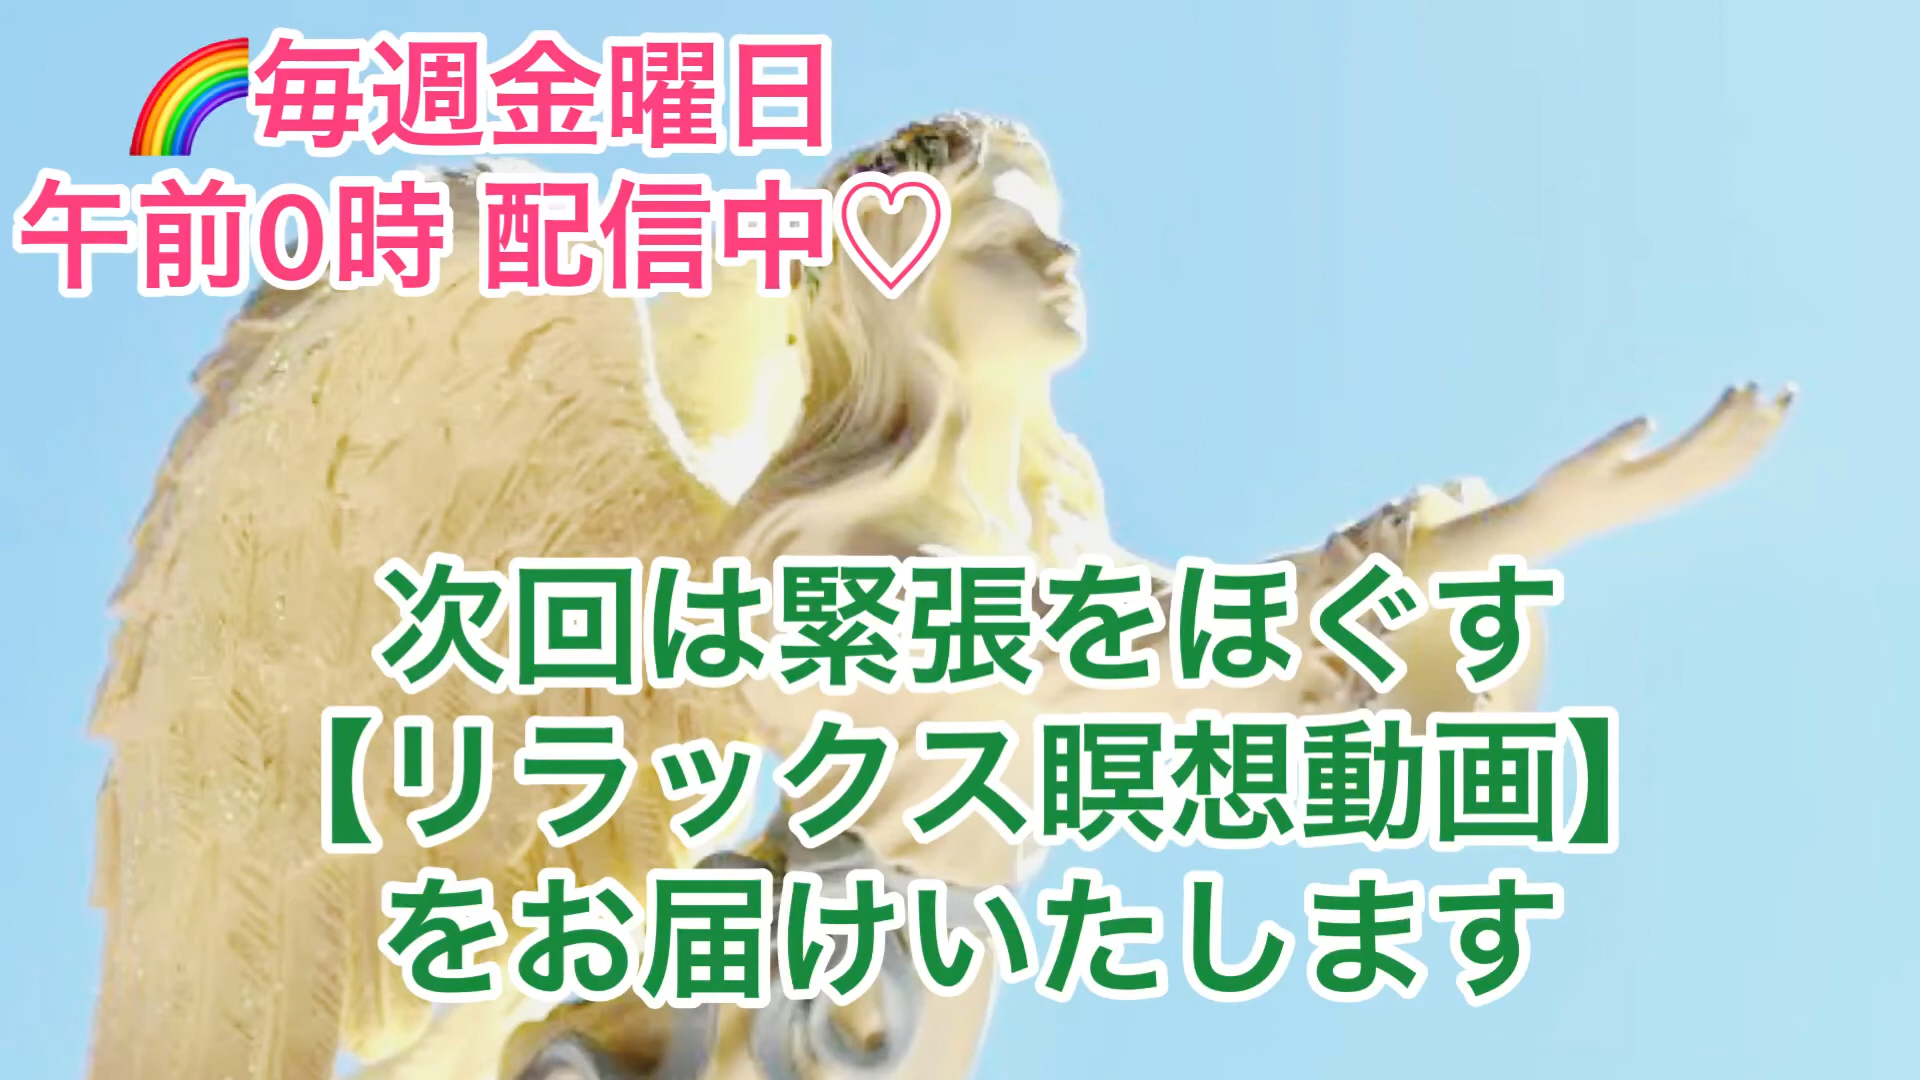 🌈毎週金曜日
午前0時 配信中♡
次回は緊張をほぐす
【リラックス瞑想動画】
をお届けいたします